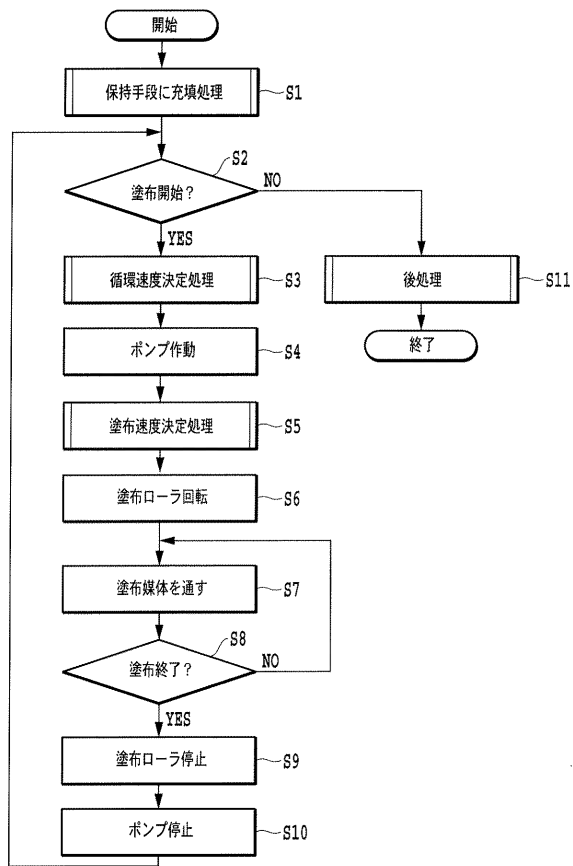 開始
保持手段に充填処理
S1
塗布開始?
S2
NO
YES
循環速度決定処理
S3
後処理
S11
ポンプ作動
S4
終了
塗布速度決定処理
S5
塗布ローラ回転
S6
塗布媒体を通す
S7
塗布終了?
S8
NO
YES
塗布ローラ停止
S9
ポンプ停止
S10